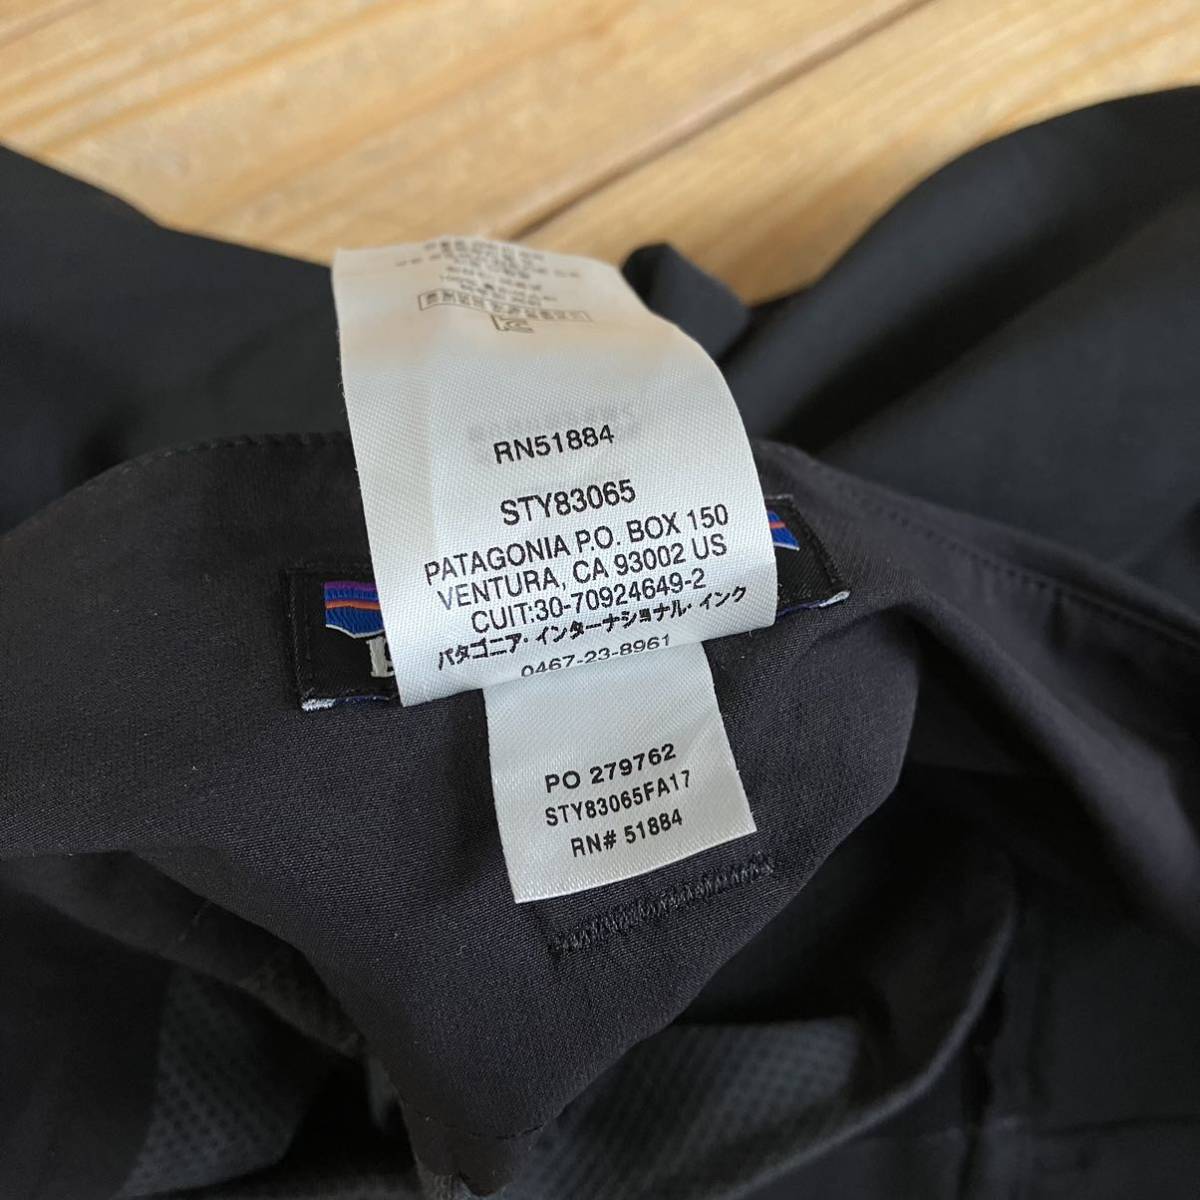 RN51884
STY83065
PATAGONIA P.O. BOX 150
VENTURA, CA 93002 US
CUIT:30-70924649-2
パタゴニア・インターナショナル・インク
0467-23-8961
PO 279762
STY83065FA17
RN# 51884